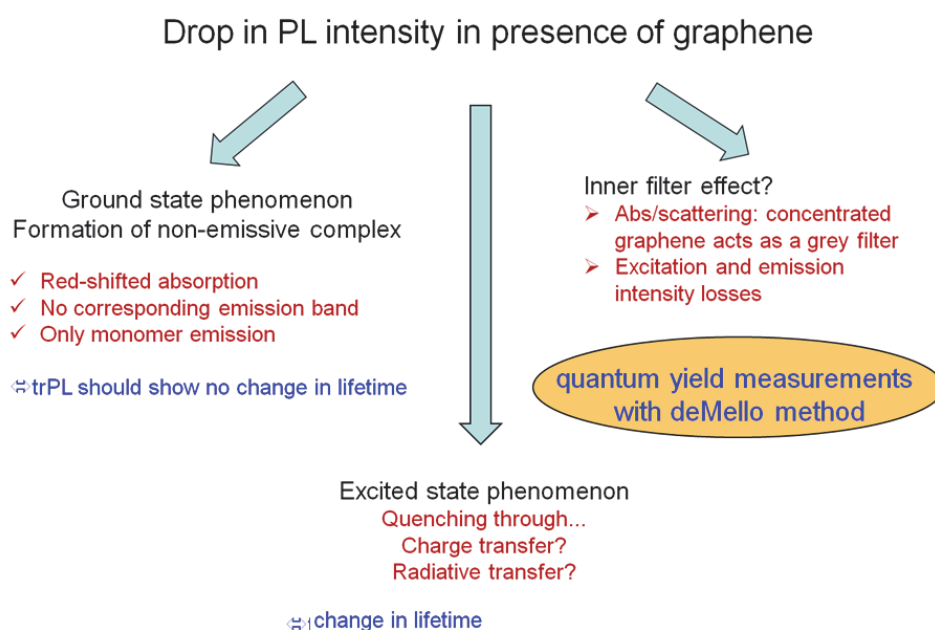 Drop in PL intensity in presence of graphene
Ground state phenomenon
Formation of non-emissive complex
✓ Red-shifted absorption
✓ No corresponding emission band
✓ Only monomer emission
⇎trPL should show no change in lifetime
Inner filter effect?
➢ Abs/scattering: concentrated
graphene acts as a grey filter
➢ Excitation and emission
intensity losses
quantum yield measurements
with deMello method
Excited state phenomenon
Quenching through...
Charge transfer?
Radiative transfer?
change in lifetime